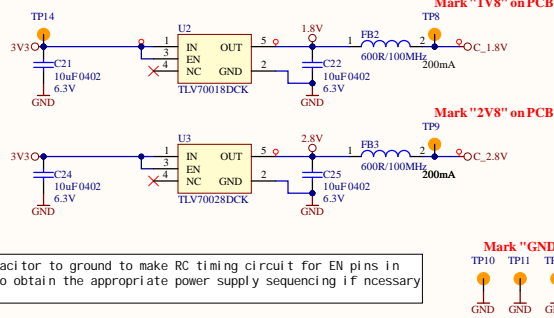 Mark "1V8" on PCB
TP14
U2
1.8V
TP8
3V3
1 IN OUT 5
3 EN
4 NC GND 2
TLV70018DCK
C21
10uF0402
6.3V
GND
C22
10uF0402
6.3V
GND
1 FB2 2
600R/100MHz
200mA
C_1.8V
Mark "2V8" on PCB
U3
2.8V
TP9
3V3
1 IN OUT 5
3 EN
4 NC GND 2
TLV70028DCK
C24
10uF0402
6.3V
GND
C25
10uF0402
6.3V
GND
1 FB3 2
600R/100MHz
200mA
C_2.8V
acitor to ground to make RC timing circuit for EN pins in
o obtain the appropriate power supply sequencing if ncessary
Mark "GND
TP10 TP11
GND GND